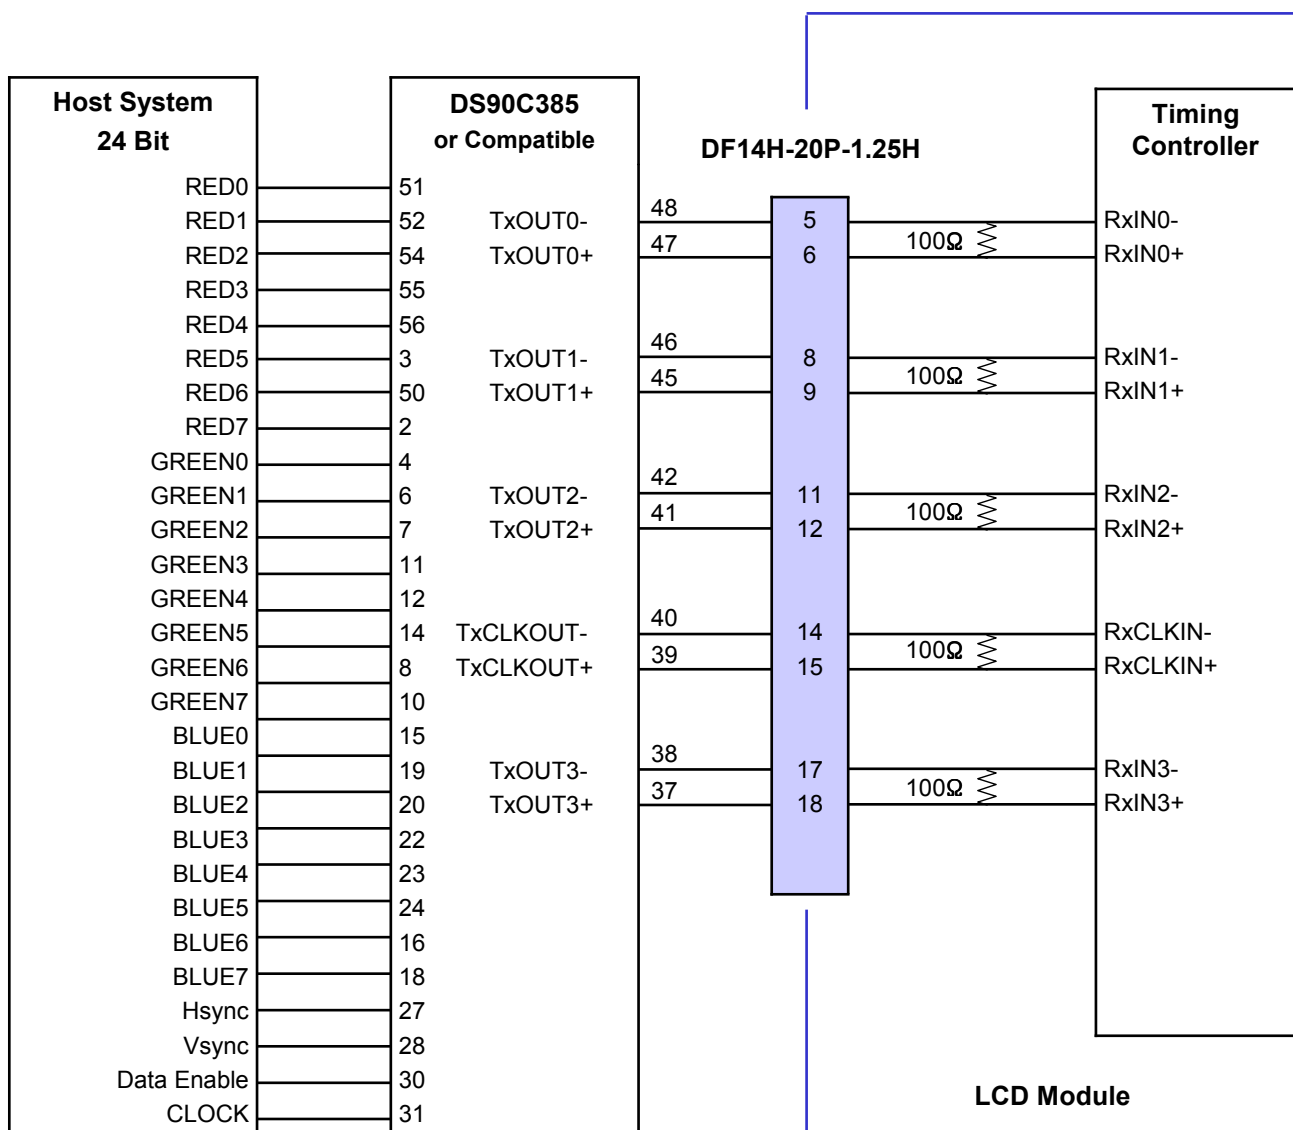 Host System
24 Bit
RED0
RED1
RED2
RED3
RED4
RED5
RED6
RED7
GREEN0
GREEN1
GREEN2
GREEN3
GREEN4
GREEN5
GREEN6
GREEN7
BLUE0
BLUE1
BLUE2
BLUE3
BLUE4
BLUE5
BLUE6
BLUE7
Hsync
Vsync
Data Enable
CLOCK
DS90C385
or Compatible
51
52
54
55
56
3
50
2
4
6
7
11
12
14
8
10
15
19
20
22
23
24
16
18
27
28
30
31
TxOUT0-
TxOUT0+
TxOUT1-
TxOUT1+
TxOUT2-
TxOUT2+
TxCLKOUT-
TxCLKOUT+
TxOUT3-
TxOUT3+
48
47
46
45
42
41
40
39
38
37
DF14H-20P-1.25H
5
6
8
9
11
12
14
15
17
18
100Ω
100Ω
100Ω
100Ω
100Ω
Timing
Controller
RxIN0-
RxIN0+
RxIN1-
RxIN1+
RxIN2-
RxIN2+
RxCLKIN-
RxCLKIN+
RxIN3-
RxIN3+
LCD Module